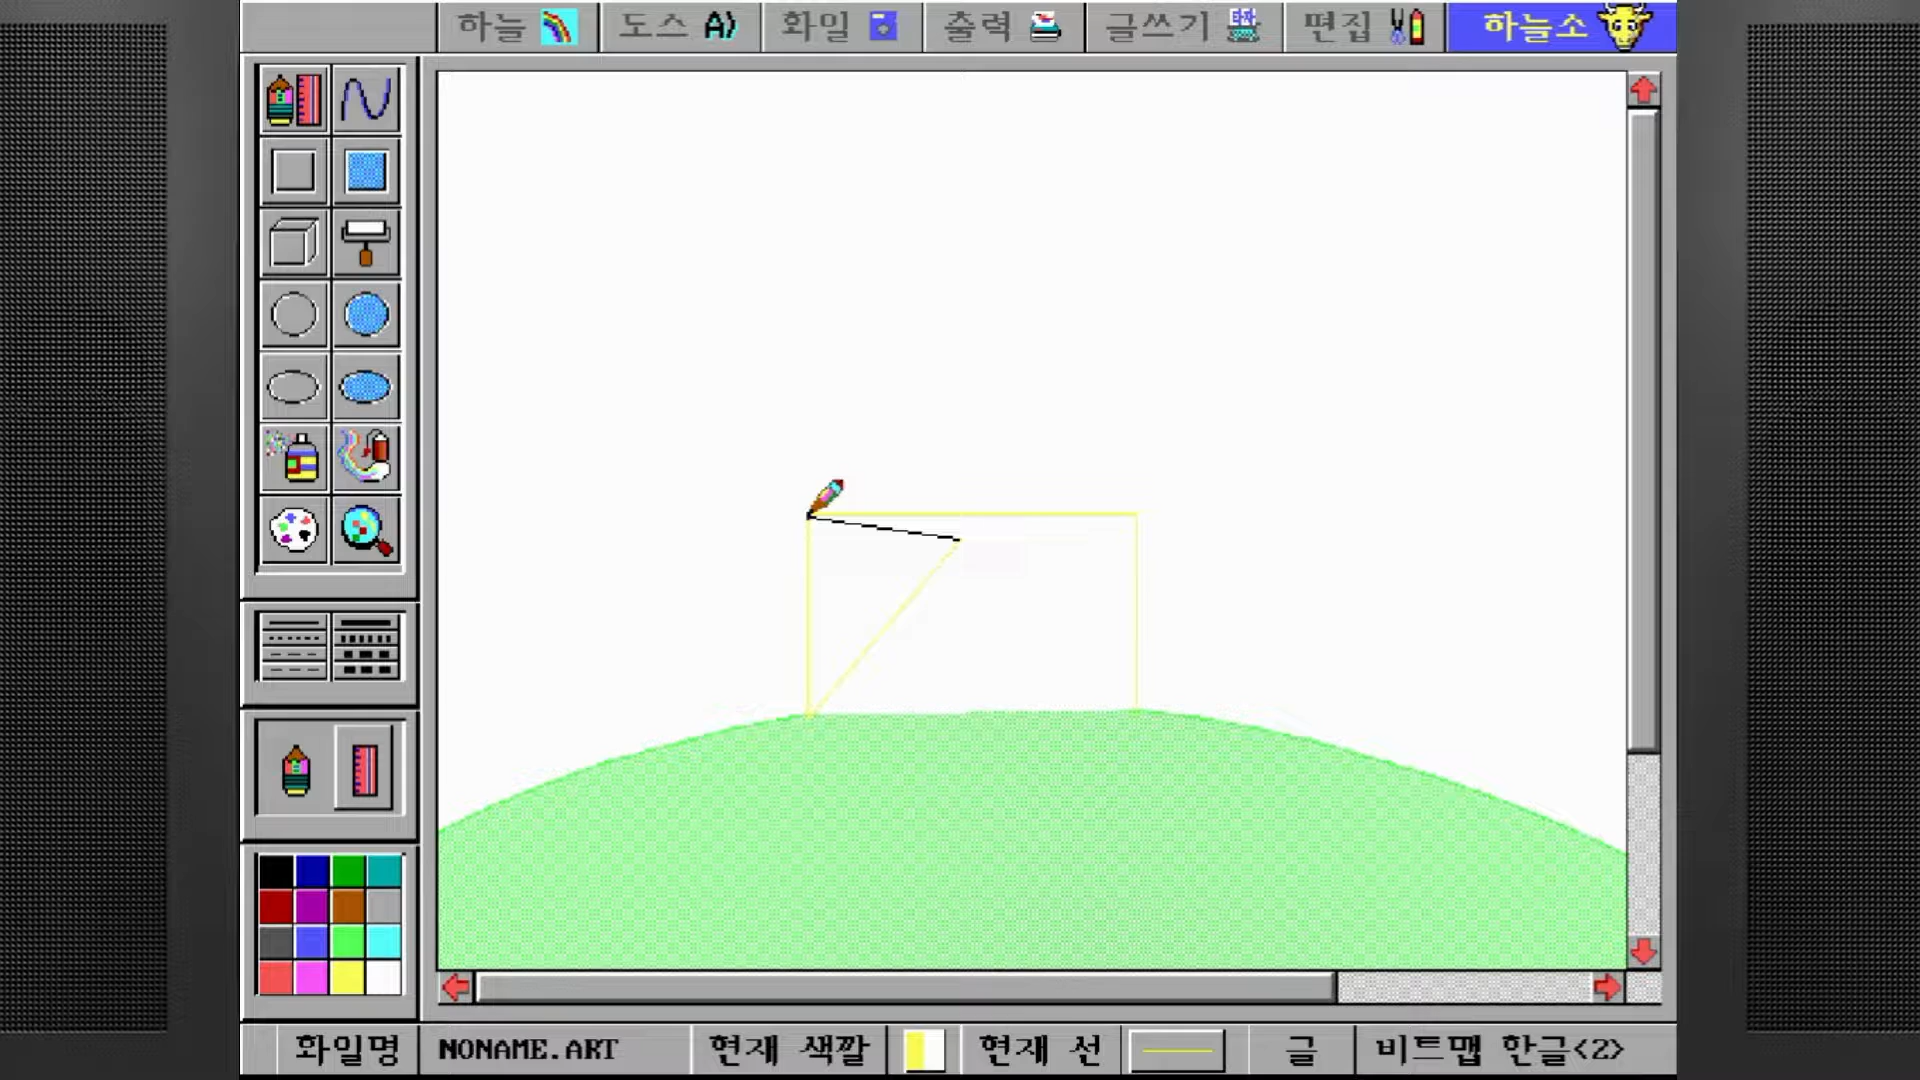 하늘 도스 A) 화일 출력 글쓰기 편집 하늘소
화일명 NONAME.ART 현재 색깔 현재 선 글 비트맵 한글<2>